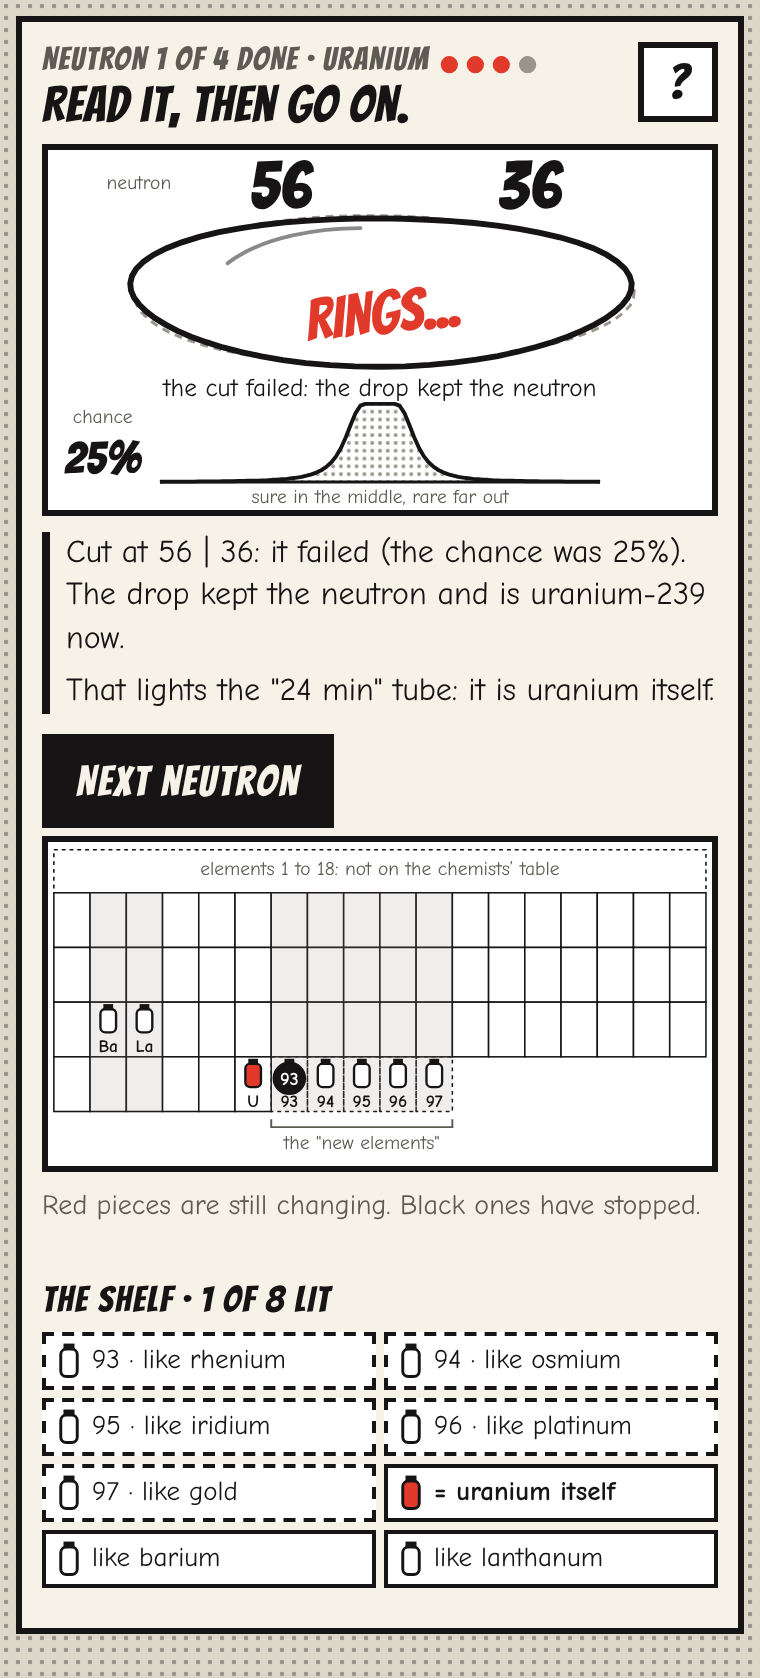 NEUTRON 1 OF 4 DONE · URANIUM
READ IT, THEN GO ON.
?
neutron
56
36
RINGS...
the cut failed: the drop kept the neutron
chance
25%
sure in the middle, rare far out
Cut at 56 | 36: it failed (the chance was 25%).
The drop kept the neutron and is uranium-239
now.
That lights the "24 min" tube: it is uranium itself.
NEXT NEUTRON
elements 1 to 18: not on the chemists' table
Ba
La
93
U
93
94
95
96
97
the "new elements"
Red pieces are still changing. Black ones have stopped.
THE SHELF · 1 OF 8 LIT
93 · like rhenium
94 · like osmium
95 · like iridium
96 · like platinum
97 · like gold
= uranium itself
like barium
like lanthanum